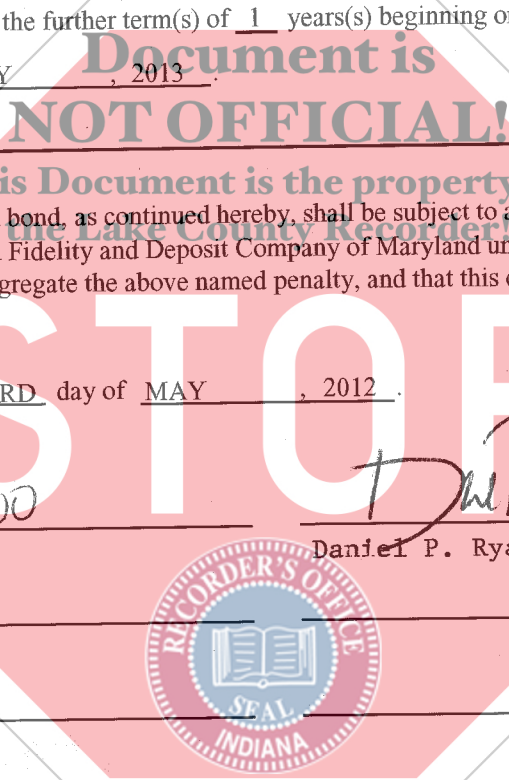 the further term(s) of 1 years(s) beginning
Document is
Y , 2013 .
NOT OFFICIAL!
is Document is the property
bond, as continued hereby, shall be subject to
the Lake County Recorder!
Fidelity and Deposit Company of Maryland
gregate the above named penalty, and that this
STOP
RD day of MAY , 2012 .
Daniel P. Rya
RECORDER'S OFFICE
SEAL
INDIANA